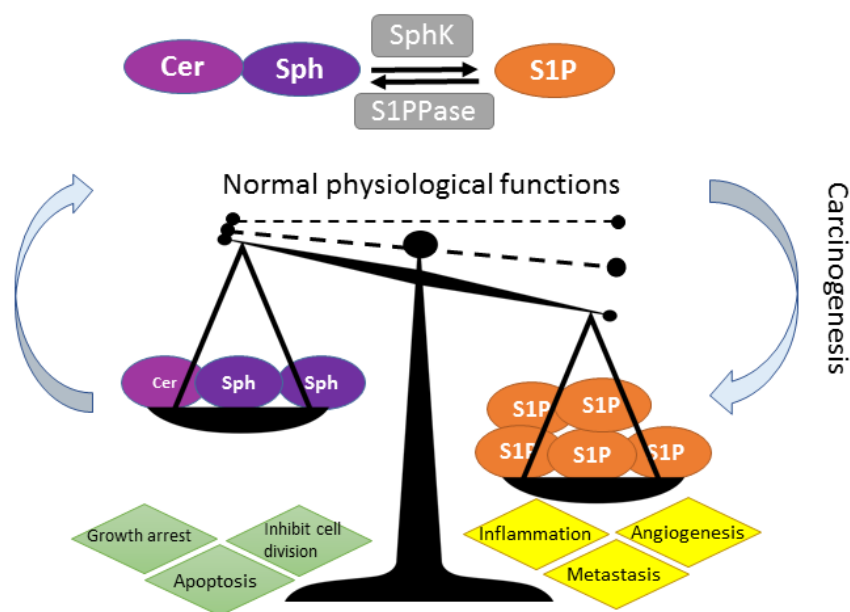 SphK
Cer
Sph
S1P
S1PPase
Normal physiological functions
Carcinogenesis
Cer
Sph
Sph
S1P
S1P
S1P
S1P
S1P
Growth arrest
Inhibit cell
division
Apoptosis
Inflammation
Angiogenesis
Metastasis